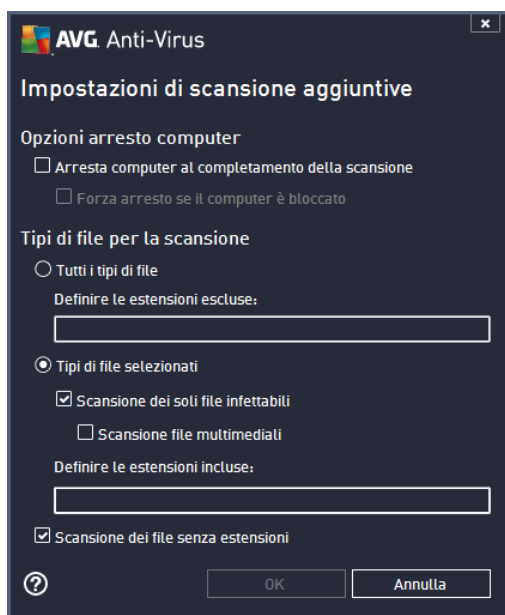 AVG. Anti-Virus
Impostazioni di scansione aggiuntive
Opzioni arresto computer
Arresta computer al completamento della scansione
Forza arresto se il computer è bloccato
Tipi di file per la scansione
Tutti i tipi di file
Definire le estensioni escluse:
Tipi di file selezionati
Scansione dei soli file infettabili
Scansione file multimediali
Definire le estensioni incluse:
Scansione dei file senza estensioni
OK Annulla